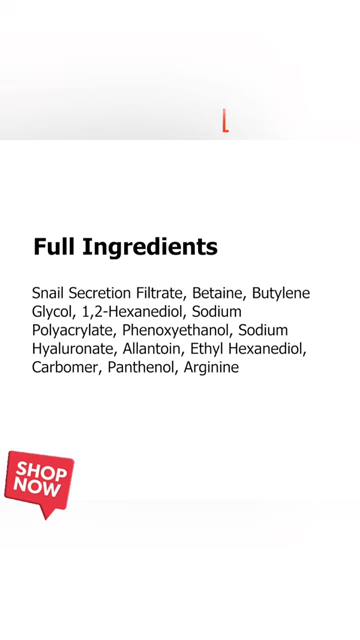 L
Full Ingredients
Snail Secretion Filtrate, Betaine, Butylene
Glycol, 1,2-Hexanediol, Sodium
Polyacrylate, Phenoxyethanol, Sodium
Hyaluronate, Allantoin, Ethyl Hexanediol,
Carbomer, Panthenol, Arginine
SHOP
NOW